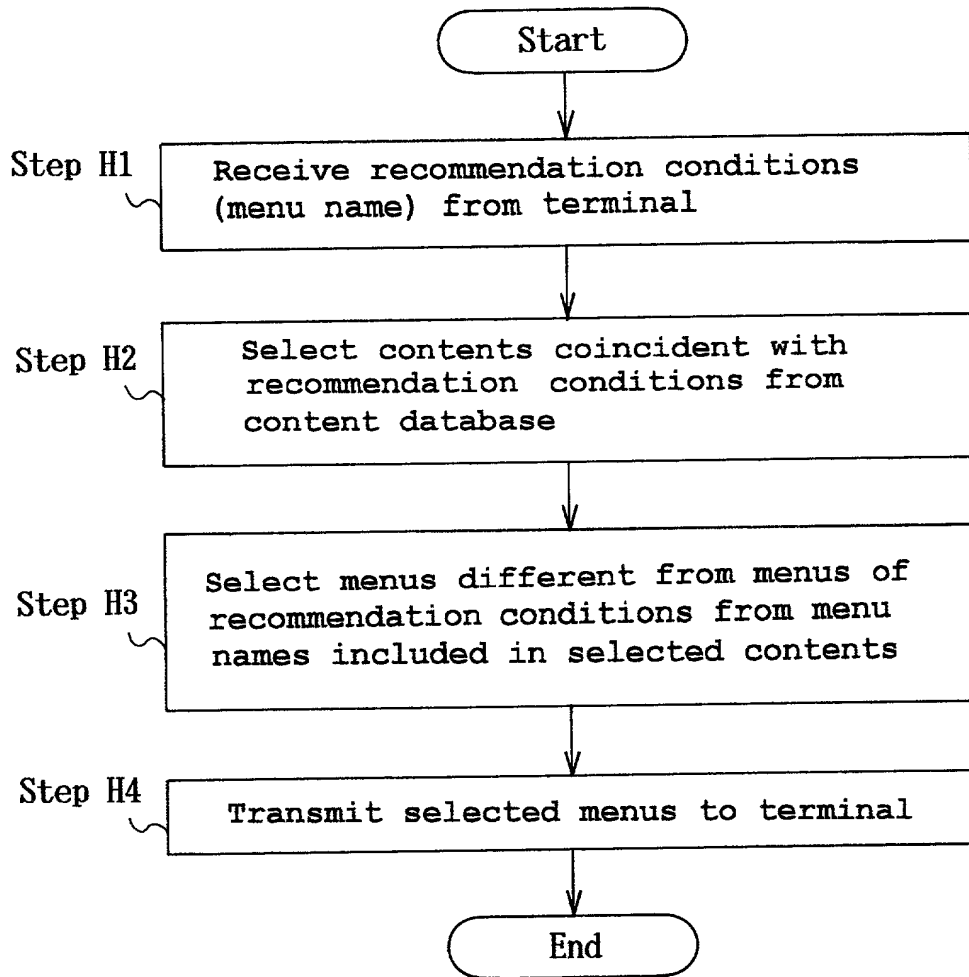 Start
Step H1
Receive recommendation conditions
(menu name) from terminal
Step H2
Select contents coincident with
recommendation conditions from
content database
Step H3
Select menus different from menus of
recommendation conditions from menu
names included in selected contents
Step H4
Transmit selected menus to terminal
End